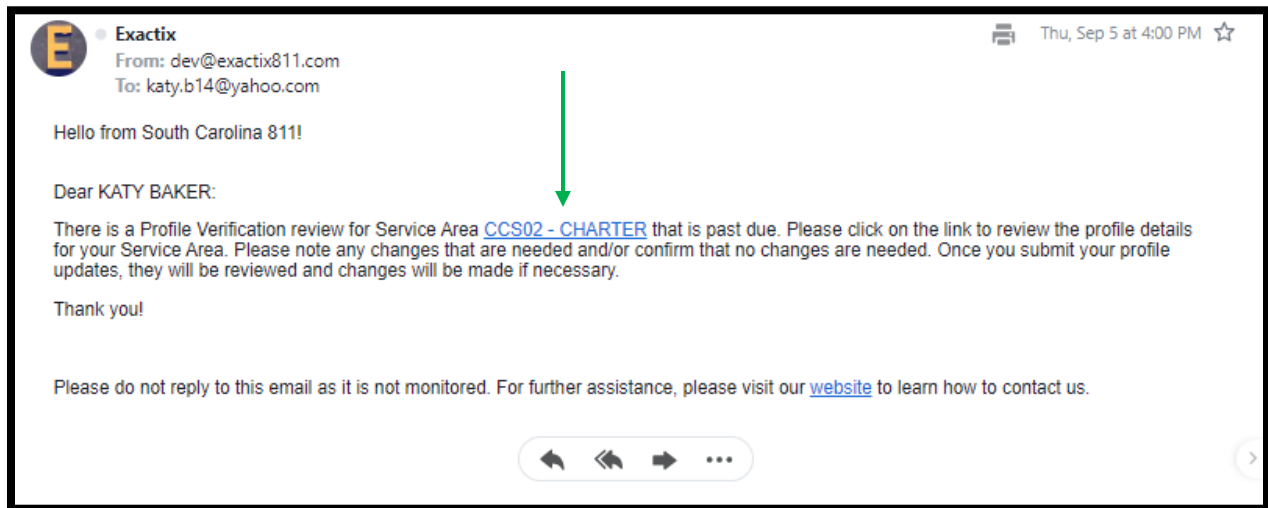 E
Exactix
Thu, Sep 5 at 4:00 PM
From: dev@exactix811.com
To: katy.b14@yahoo.com
Hello from South Carolina 811!
Dear KATY BAKER:
There is a Profile Verification review for Service Area CCS02 - CHARTER that is past due. Please click on the link to review the profile details
for your Service Area. Please note any changes that are needed and/or confirm that no changes are needed. Once you submit your profile
updates, they will be reviewed and changes will be made if necessary.
Thank you!
Please do not reply to this email as it is not monitored. For further assistance, please visit our website to learn how to contact us.